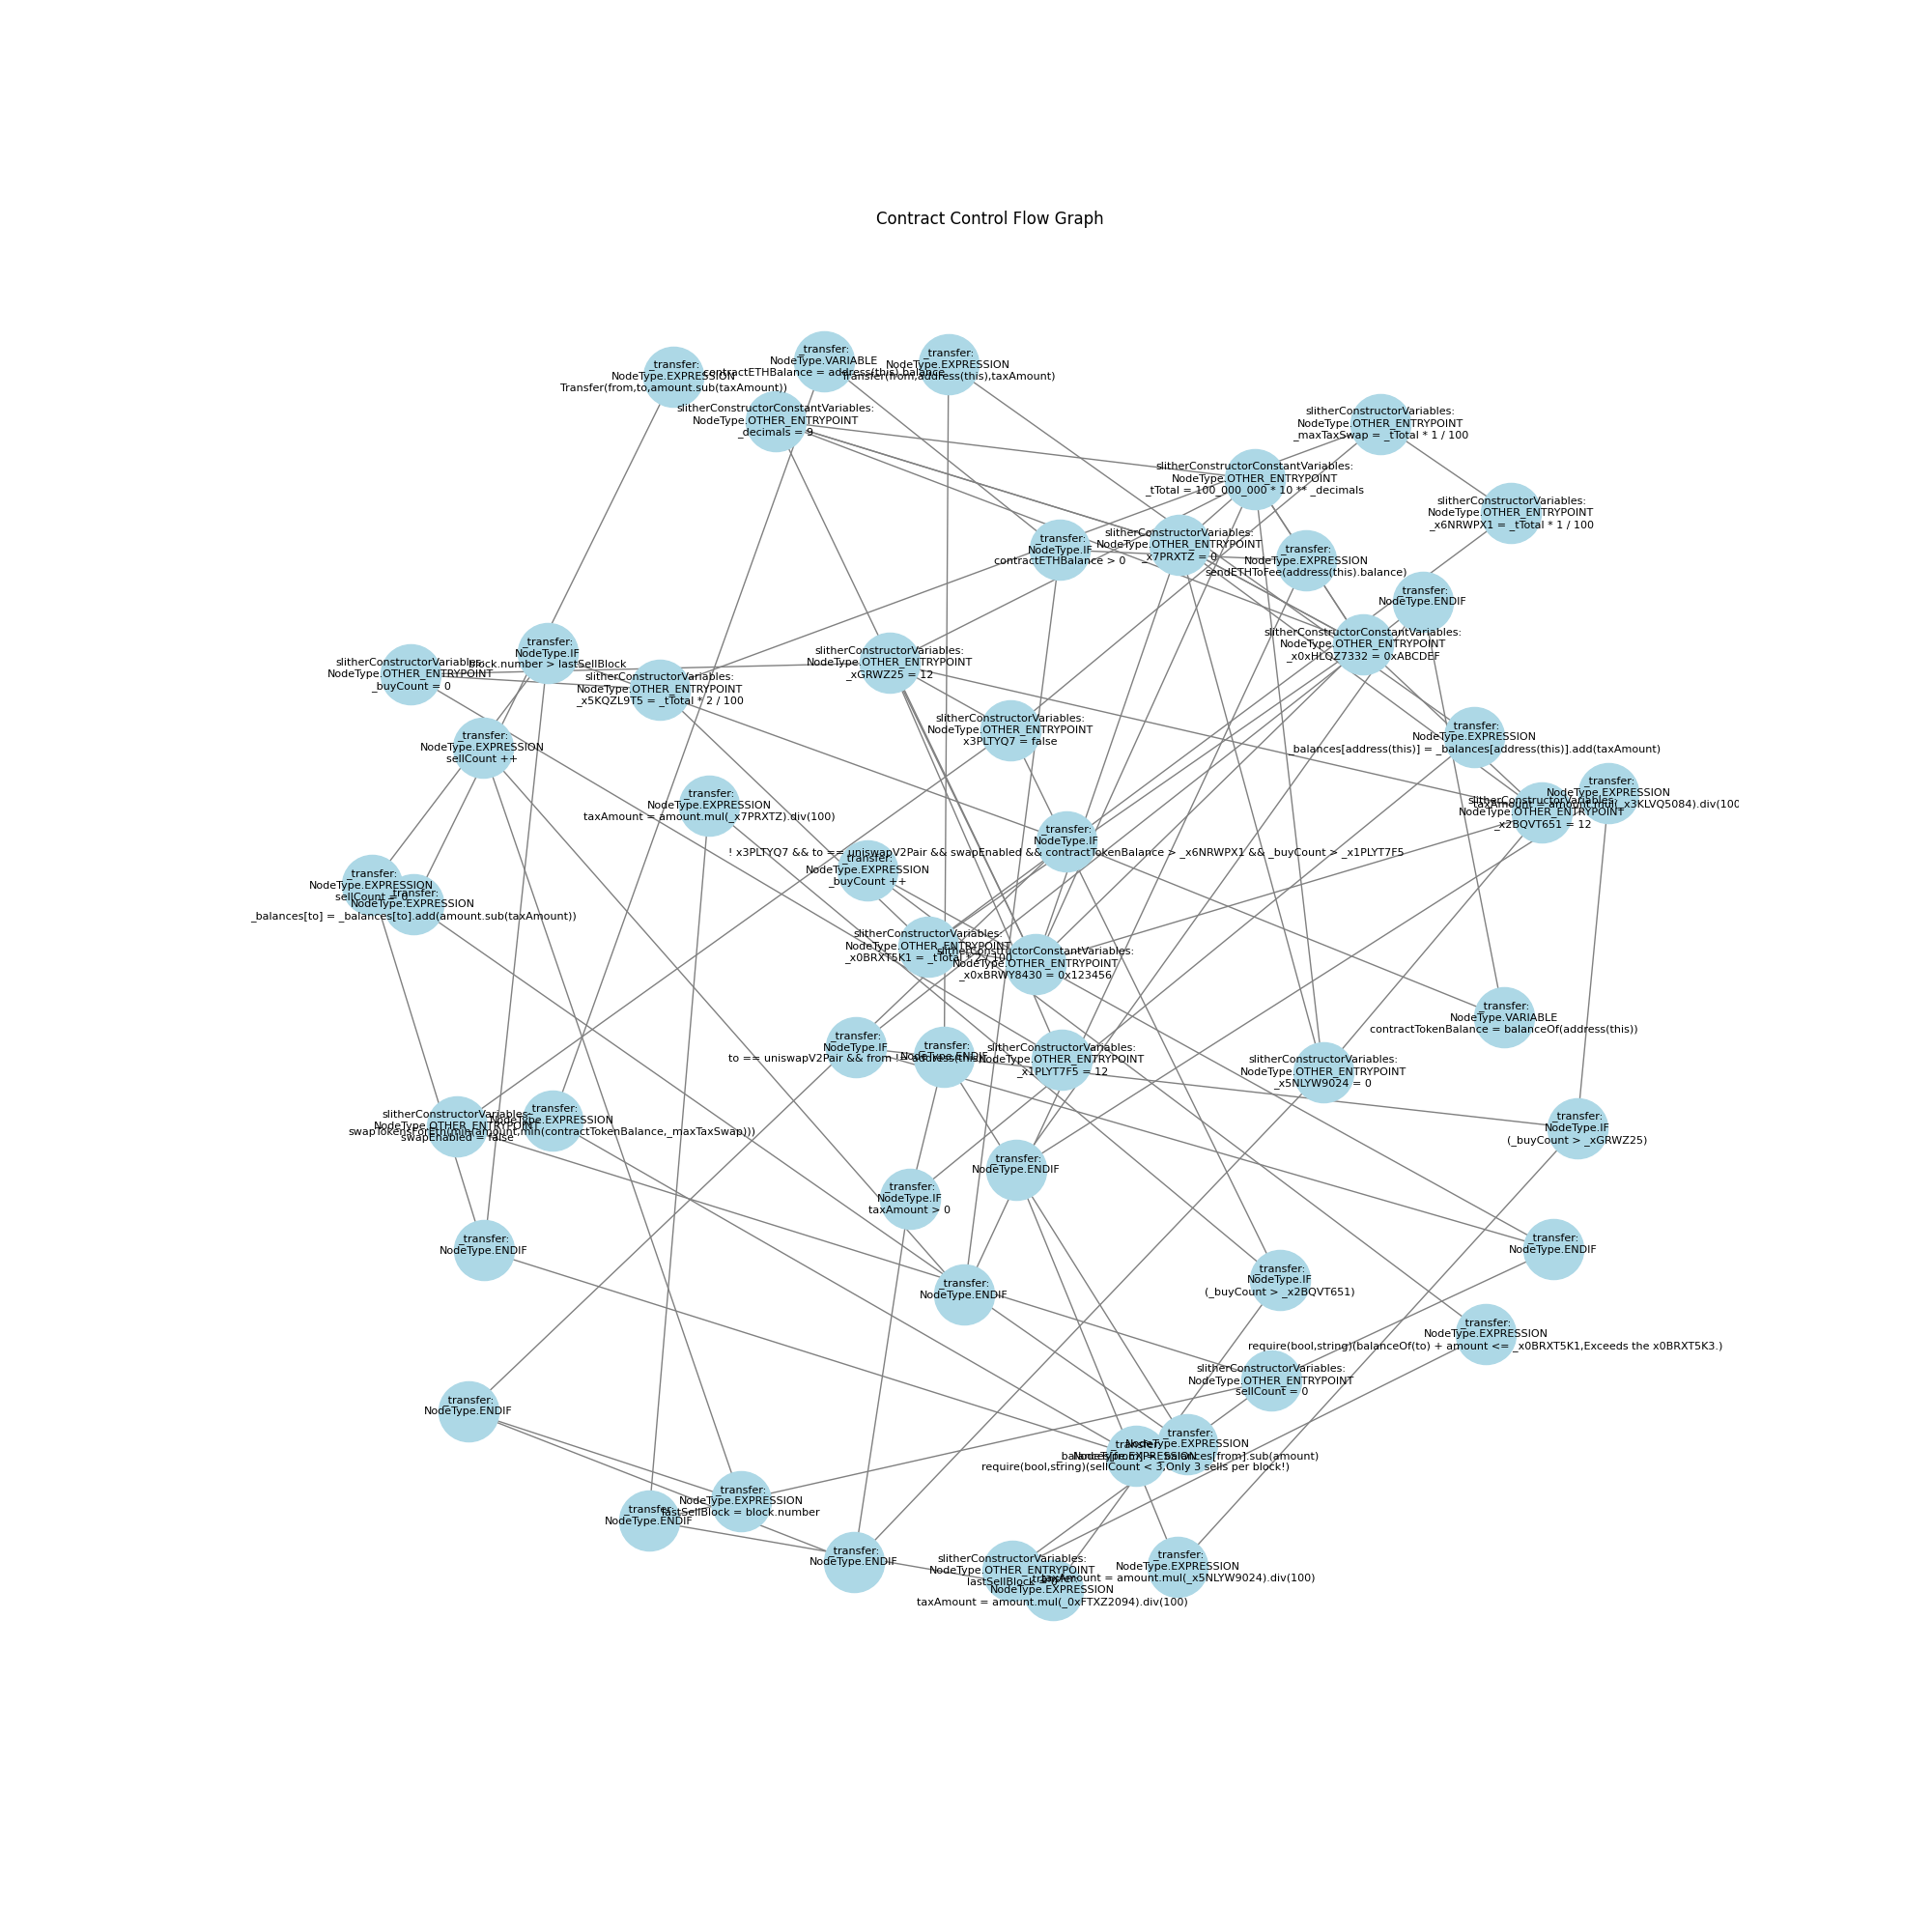 Contract Control Flow Graph
_transfer:
NodeType.VARIABLE
contractETHBalance = address(this).balance
_transfer:
NodeType.EXPRESSION
Transfer(from,address(this),taxAmount)
_transfer:
NodeType.EXPRESSION
Transfer(from,to,amount.sub(taxAmount))
slitherConstructorConstantVariables:
NodeType.OTHER_ENTRYPOINT
_decimals = 9
slitherConstructorVariables:
NodeType.OTHER_ENTRYPOINT
_maxTaxSwap = _tTotal * 1 / 100
slitherConstructorConstantVariables:
NodeType.OTHER_ENTRYPOINT
_tTotal = 100_000_000 * 10 ** _decimals
slitherConstructorVariables:
NodeType.OTHER_ENTRYPOINT
_x6NRWPX1 = _tTotal * 1 / 100
_transfer:
NodeType.IF
contractETHBalance > 0
slitherConstructorVariables:
NodeType.OTHER_ENTRYPOINT
_x7PRXTZ = 0
_transfer:
NodeType.EXPRESSION
sendETHToFee(address(this).balance)
_transfer:
NodeType.ENDIF
slitherConstructorConstantVariables:
NodeType.OTHER_ENTRYPOINT
_x0xHLQZ7332 = 0xABCDEF
_transfer:
NodeType.IF
block.number > lastSellBlock
slitherConstructorVariables:
NodeType.OTHER_ENTRYPOINT
_buyCount = 0
slitherConstructorVariables:
NodeType.OTHER_ENTRYPOINT
_x5KQZL9T5 = _tTotal * 2 / 100
slitherConstructorVariables:
NodeType.OTHER_ENTRYPOINT
_xGRWZ25 = 12
slitherConstructorVariables:
NodeType.OTHER_ENTRYPOINT
x3PLTYQ7 = false
_transfer:
NodeType.EXPRESSION
sellCount ++
_transfer:
NodeType.EXPRESSION
_balances[address(this)] = _balances[address(this)].add(taxAmount)
_transfer:
NodeType.EXPRESSION
taxAmount = amount.mul(_x3KLVQ5084).div(100
slitherConstructorVariables:
NodeType.OTHER_ENTRYPOINT
_x2BQVT651 = 12
_transfer:
NodeType.EXPRESSION
taxAmount = amount.mul(_x7PRXTZ).div(100)
_transfer:
NodeType.IF
! x3PLTYQ7 && to == uniswapV2Pair && swapEnabled && contractTokenBalance > _x6NRWPX1 && _buyCount > _x1PLYT7F5
_transfer:
NodeType.EXPRESSION
_buyCount ++
_transfer:
NodeType.EXPRESSION
sellCount = 0
_transfer:
NodeType.EXPRESSION
_balances[to] = _balances[to].add(amount.sub(taxAmount))
slitherConstructorVariables:
NodeType.OTHER_ENTRYPOINT
_x0BRXT5K1 = _tTotal * 2 / 100
slitherConstructorConstantVariables:
NodeType.OTHER_ENTRYPOINT
_x0xBRWY8430 = 0x123456
_transfer:
NodeType.VARIABLE
contractTokenBalance = balanceOf(address(this))
_transfer:
NodeType.IF
to == uniswapV2Pair && from != address(this)
_transfer:
NodeType.ENDIF
slitherConstructorVariables:
NodeType.OTHER_ENTRYPOINT
_x1PLYT7F5 = 12
slitherConstructorVariables:
NodeType.OTHER_ENTRYPOINT
_x5NLYW9024 = 0
slitherConstructorVariables:
NodeType.OTHER_ENTRYPOINT
swapEnabled = false
_transfer:
NodeType.EXPRESSION
swapTokensForEth(min(amount,min(contractTokenBalance,_maxTaxSwap)))
_transfer:
NodeType.IF
(_buyCount > _xGRWZ25)
_transfer:
NodeType.ENDIF
_transfer:
NodeType.IF
taxAmount > 0
_transfer:
NodeType.ENDIF
_transfer:
NodeType.ENDIF
_transfer:
NodeType.IF
(_buyCount > _x2BQVT651)
_transfer:
NodeType.ENDIF
_transfer:
NodeType.EXPRESSION
require(bool,string)(balanceOf(to) + amount <= _x0BRXT5K1,Exceeds the x0BRXT5K3.)
slitherConstructorVariables:
NodeType.OTHER_ENTRYPOINT
sellCount = 0
_transfer:
NodeType.ENDIF
_transfer:
NodeType.EXPRESSION
_balances[from] = _balances[from].sub(amount)
_transfer:
NodeType.EXPRESSION
require(bool,string)(sellCount < 3,Only 3 sells per block!)
_transfer:
NodeType.EXPRESSION
lastSellBlock = block.number
_transfer:
NodeType.ENDIF
_transfer:
NodeType.ENDIF
slitherConstructorVariables:
NodeType.OTHER_ENTRYPOINT
lastSellBlock = 0
_transfer:
NodeType.EXPRESSION
taxAmount = amount.mul(_x5NLYW9024).div(100)
_transfer:
NodeType.EXPRESSION
taxAmount = amount.mul(_0xFTXZ2094).div(100)